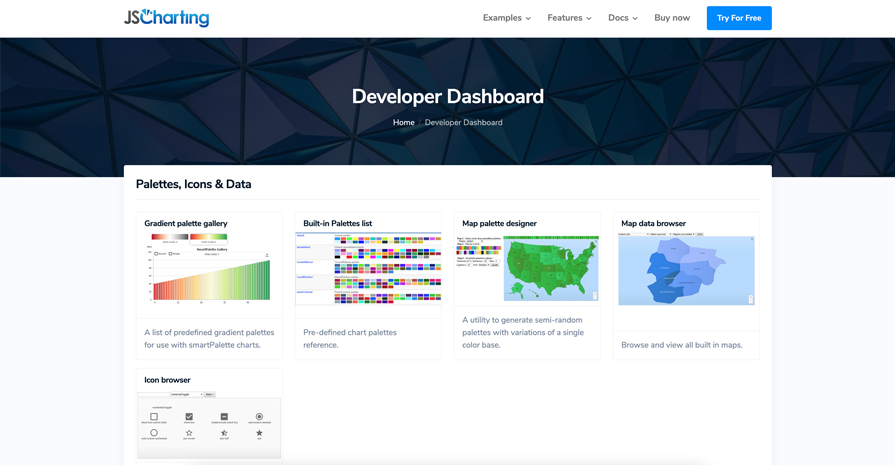 JSCharting
Examples
Features
Docs
Buy now
Try For Free
Developer Dashboard
Home / Developer Dashboard
Palettes, Icons & Data
Gradient palette gallery
Built-in Palettes list
Map palette designer
Map data browser
A list of predefined gradient palettes
for use with smartPalette charts.
Pre-defined chart palettes
reference.
A utility to generate semi-random
palettes with variations of a single
color base.
Browse and view all built in maps.
Icon browser